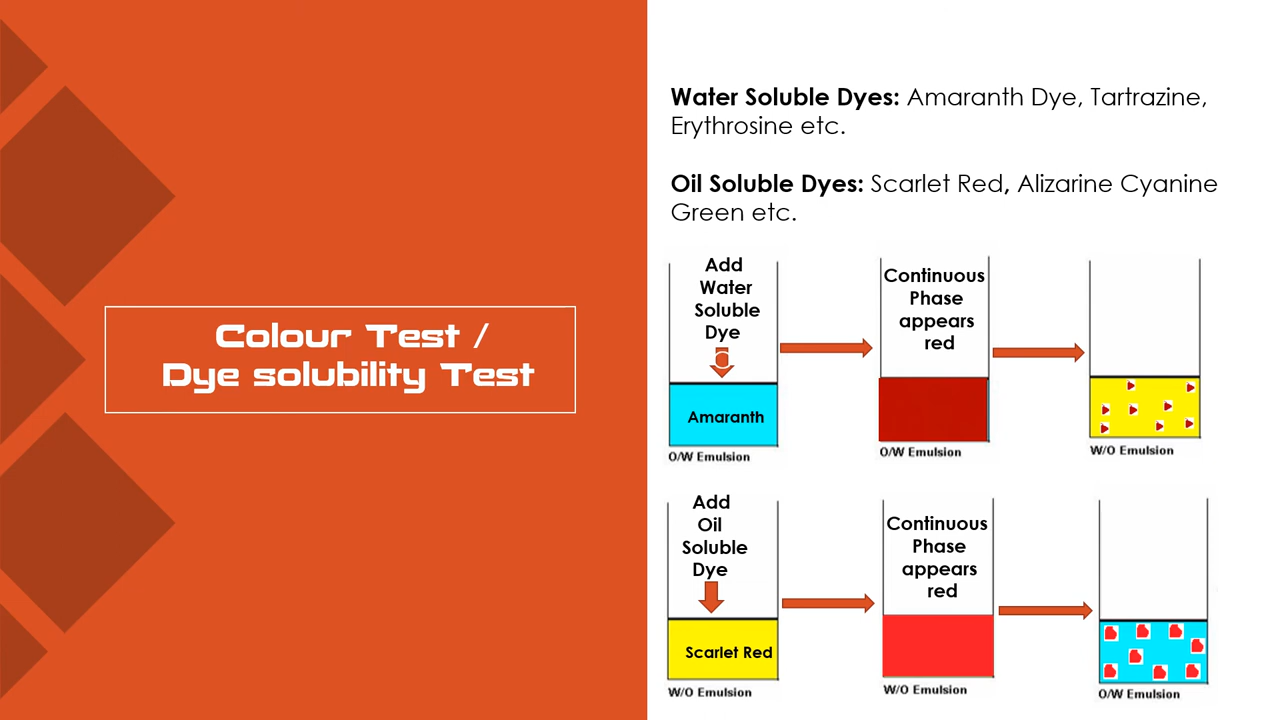 Colour Test /
Dye solubility Test
Water Soluble Dyes: Amaranth Dye, Tartrazine,
Erythrosine etc.
Oil Soluble Dyes: Scarlet Red, Alizarine Cyanine
Green etc.
Add
Water
Soluble
Dye
Amaranth
O/W Emulsion
Continuous
Phase
appears
red
O/W Emulsion
W/O Emulsion
Add
Oil
Soluble
Dye
Scarlet Red
W/O Emulsion
Continuous
Phase
appears
red
W/O Emulsion
O/W Emulsion